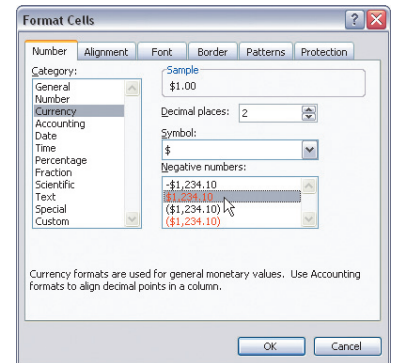 Format Cells
Number Alignment Font Border Patterns Protection
Category:
General
Number
Currency
Accounting
Date
Time
Percentage
Fraction
Scientific
Text
Special
Custom
Sample
$1.00
Decimal places: 2
Symbol:
$
Negative numbers:
-$1,234.10
$1,234.10
($1,234.10)
($1,234.10)
Currency formats are used for general monetary values. Use Accounting
formats to align decimal points in a column.
OK Cancel